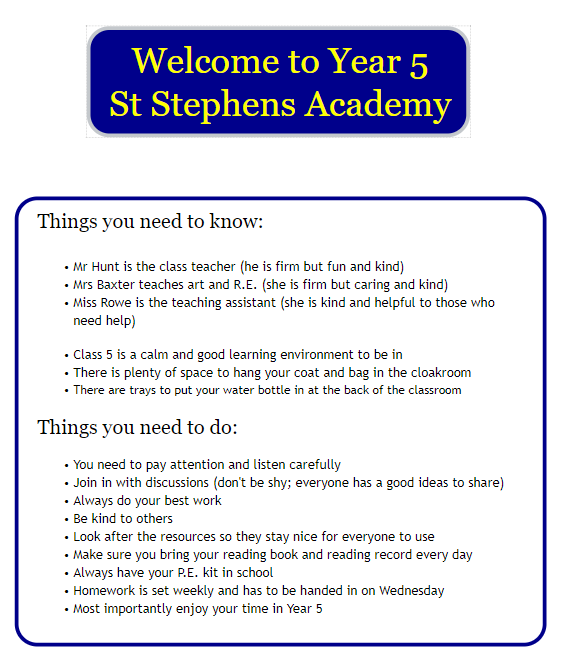 Welcome to Year 5
St Stephens Academy
Things you need to know:
• Mr Hunt is the class teacher (he is firm but fun and kind)
• Mrs Baxter teaches art and R.E. (she is firm but caring and kind)
• Miss Rowe is the teaching assistant (she is kind and helpful to those who
need help)
• Class 5 is a calm and good learning environment to be in
• There is plenty of space to hang your coat and bag in the cloakroom
• There are trays to put your water bottle in at the back of the classroom
Things you need to do:
• You need to pay attention and listen carefully
• Join in with discussions (don't be shy; everyone has a good ideas to share)
• Always do your best work
• Be kind to others
• Look after the resources so they stay nice for everyone to use
• Make sure you bring your reading book and reading record every day
• Always have your P.E. kit in school
• Homework is set weekly and has to be handed in on Wednesday
• Most importantly enjoy your time in Year 5